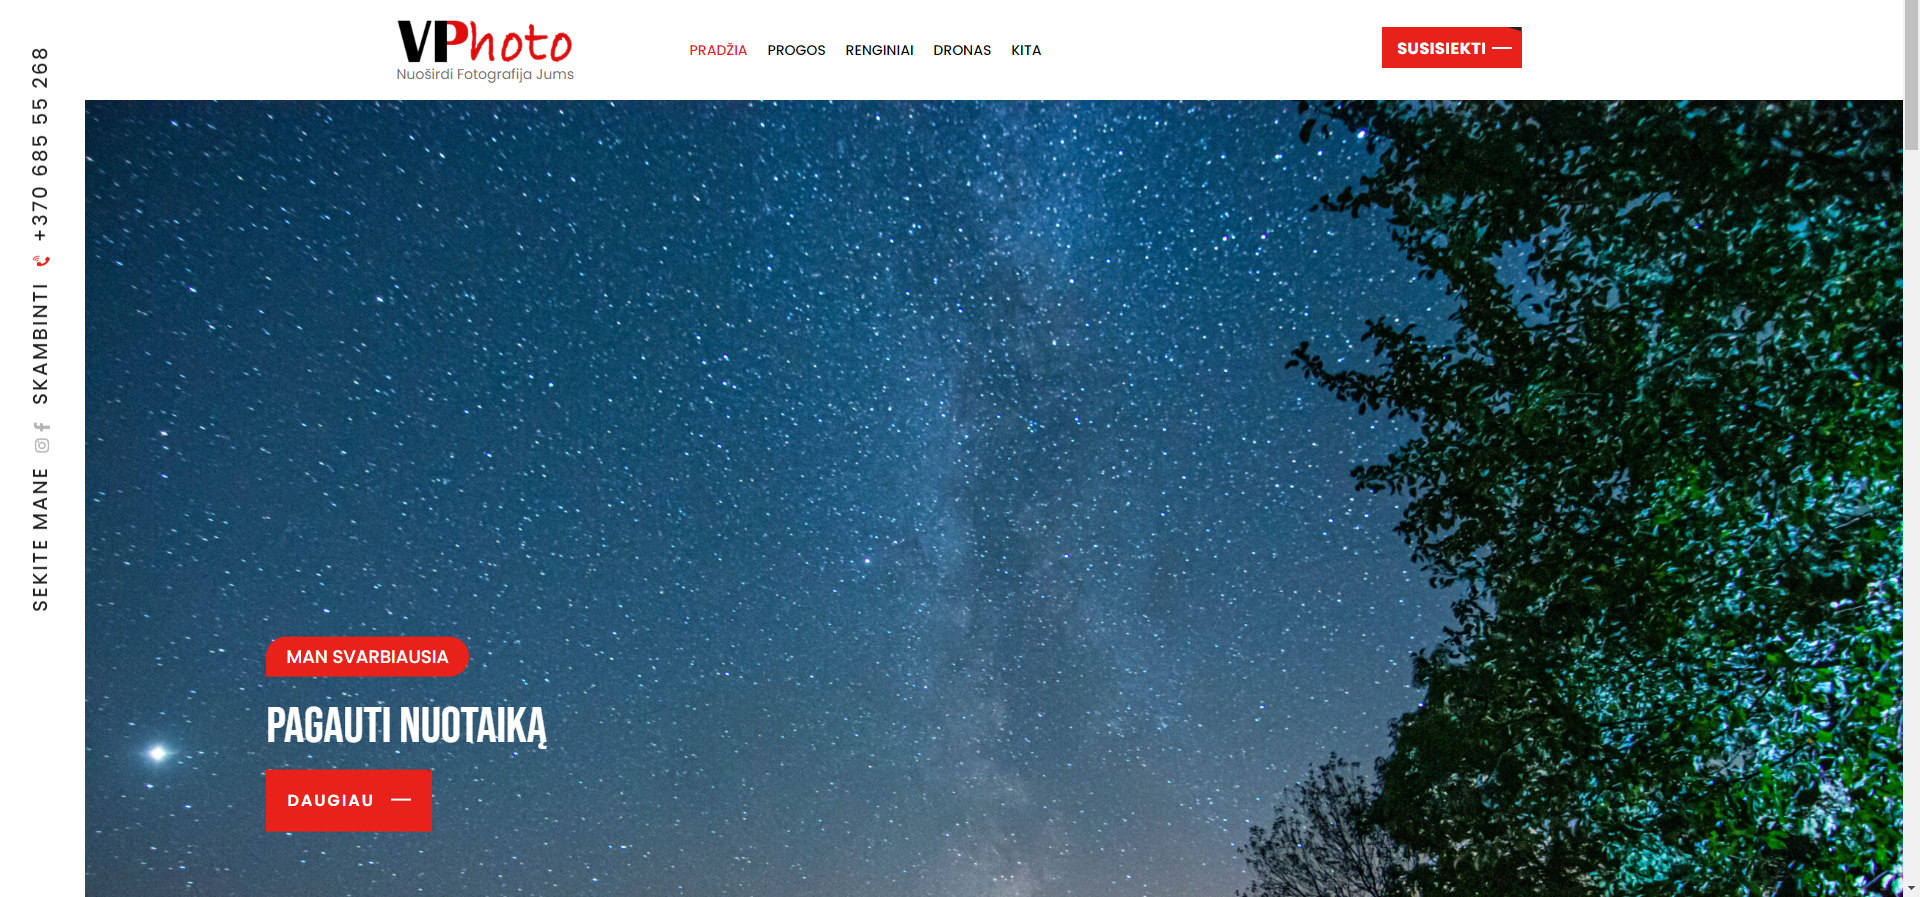 VPhoto
Nuoširdi Fotografija Jums
PRADŽIA PROGOS RENGINIAI DRONAS KITA
SUSISIEKTI
SEKITE MANE SKAMBINTI +370 685 55 268
MAN SVARBIAUSIA
PAGAUTI NUOTAIKĄ
DAUGIAU